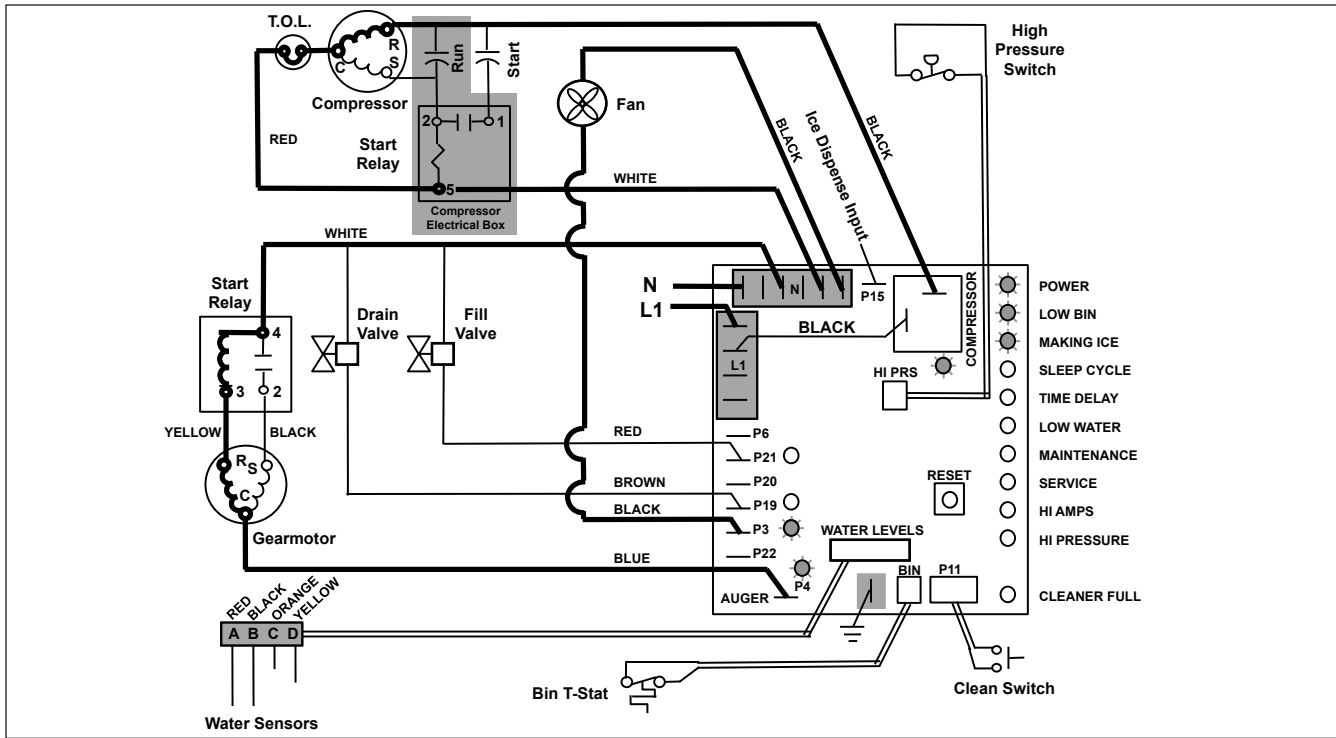 T.O.L.
R
C
S
Compressor
Run
Start
RED
2
1
Start
Relay
5
Compressor
Electrical Box
Fan
BLACK
BLACK
Ice Dispense Input
High
Pressure
Switch
WHITE
WHITE
Start
Relay
4
3
2
YELLOW
BLACK
R
S
C
Gearmotor
Drain
Valve
Fill
Valve
N
L1
N
P15
BLACK
L1
COMPRESSOR
HI PRS
RED
P6
P21
P20
BROWN
P19
BLACK
P3
P22
BLUE
P4
AUGER
WATER LEVELS
BIN
P11
RESET
POWER
LOW BIN
MAKING ICE
SLEEP CYCLE
TIME DELAY
LOW WATER
MAINTENANCE
SERVICE
HI AMPS
HI PRESSURE
CLEANER FULL
RED
BLACK
ORANGE
YELLOW
A B C D
Water Sensors
Bin T-Stat
Clean Switch